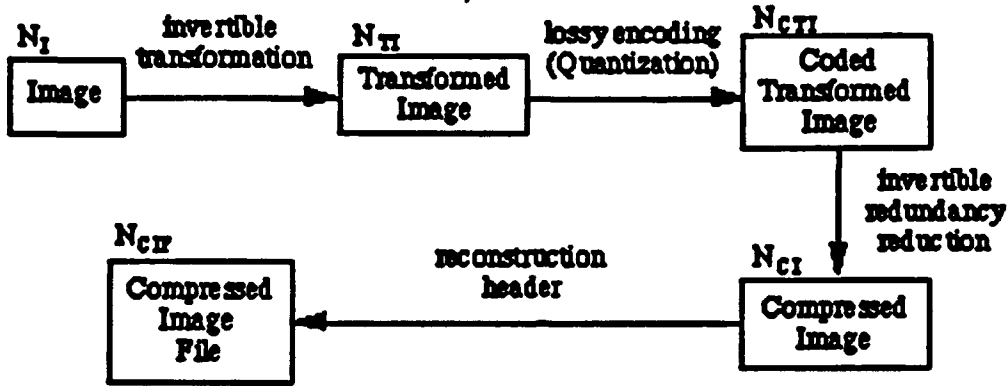 N_I
Image
invertible
transformation
N_TI
Transformed
Image
lossy encoding
(Quantization)
N_CTI
Coded
Transformed
Image
invertible
redundancy
reduction
N_CI
Compressed
Image
reconstruction
header
N_CIF
Compressed
Image
File